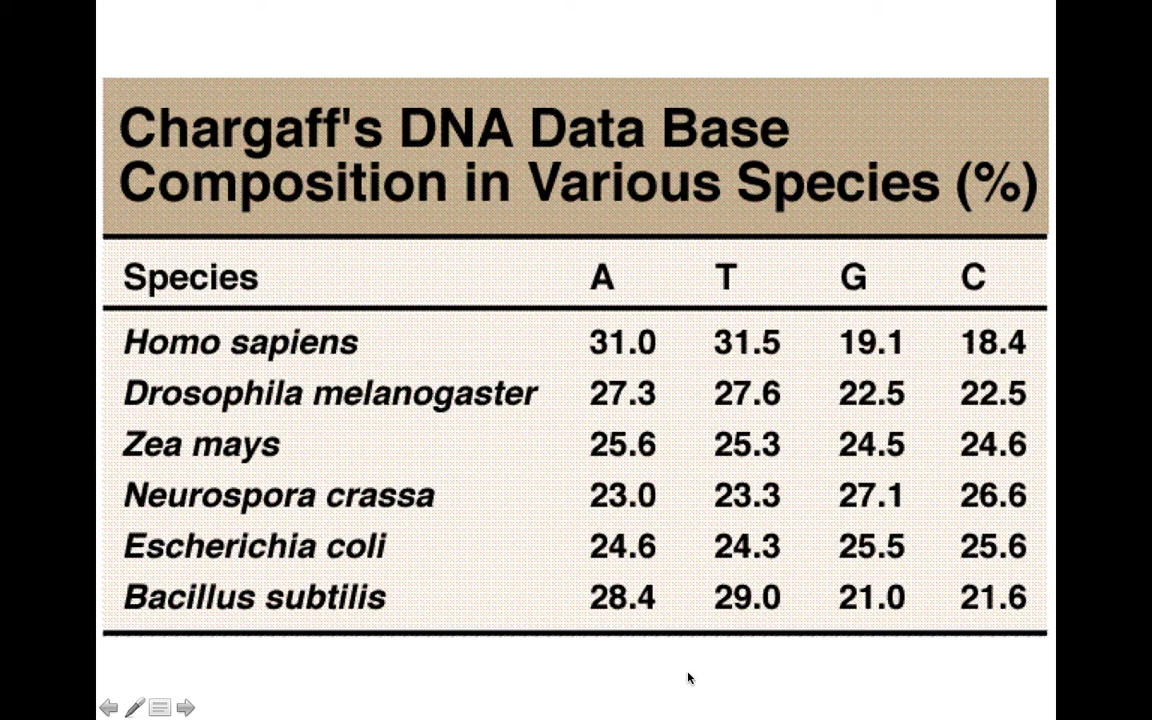 Chargaff's DNA Data Base
Composition in Various Species (%)
Species A T G C
Homo sapiens 31.0 31.5 19.1 18.4
Drosophila melanogaster 27.3 27.6 22.5 22.5
Zea mays 25.6 25.3 24.5 24.6
Neurospora crassa 23.0 23.3 27.1 26.6
Escherichia coli 24.6 24.3 25.5 25.6
Bacillus subtilis 28.4 29.0 21.0 21.6